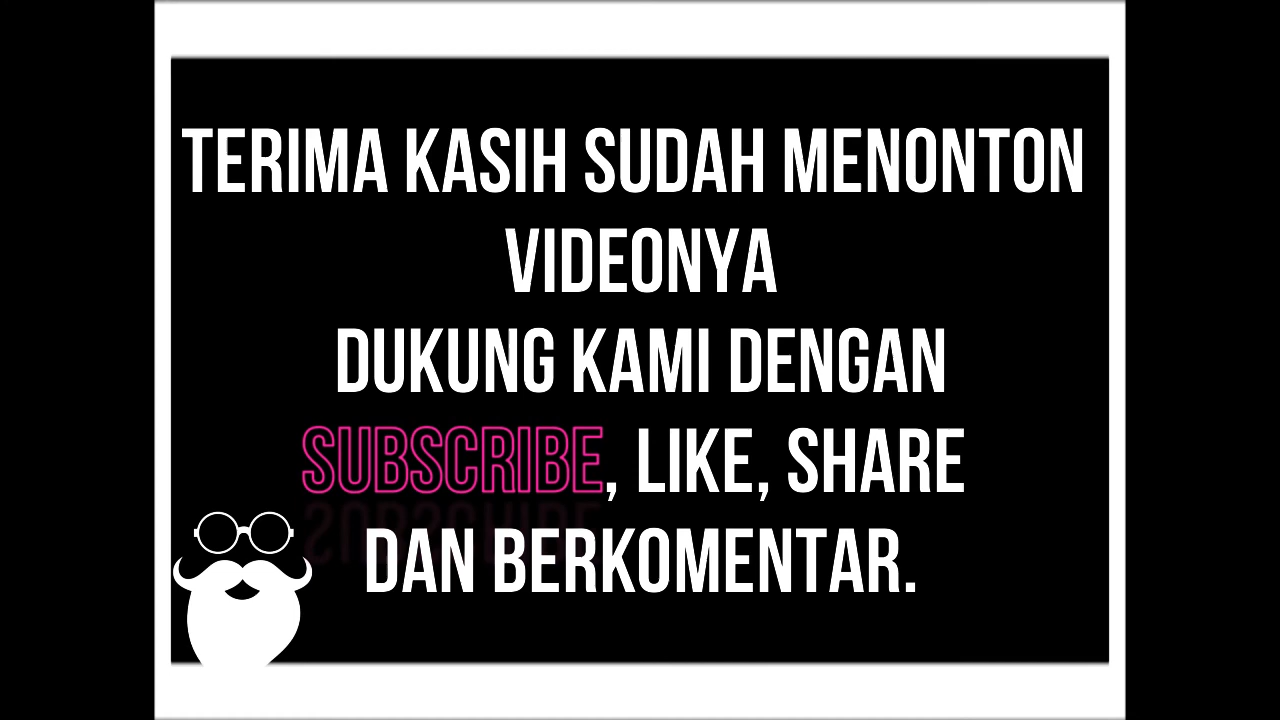 TERIMA KASIH SUDAH MENONTON
VIDEONYA
DUKUNG KAMI DENGAN
SUBSCRIBE, LIKE, SHARE
DAN BERKOMENTAR.